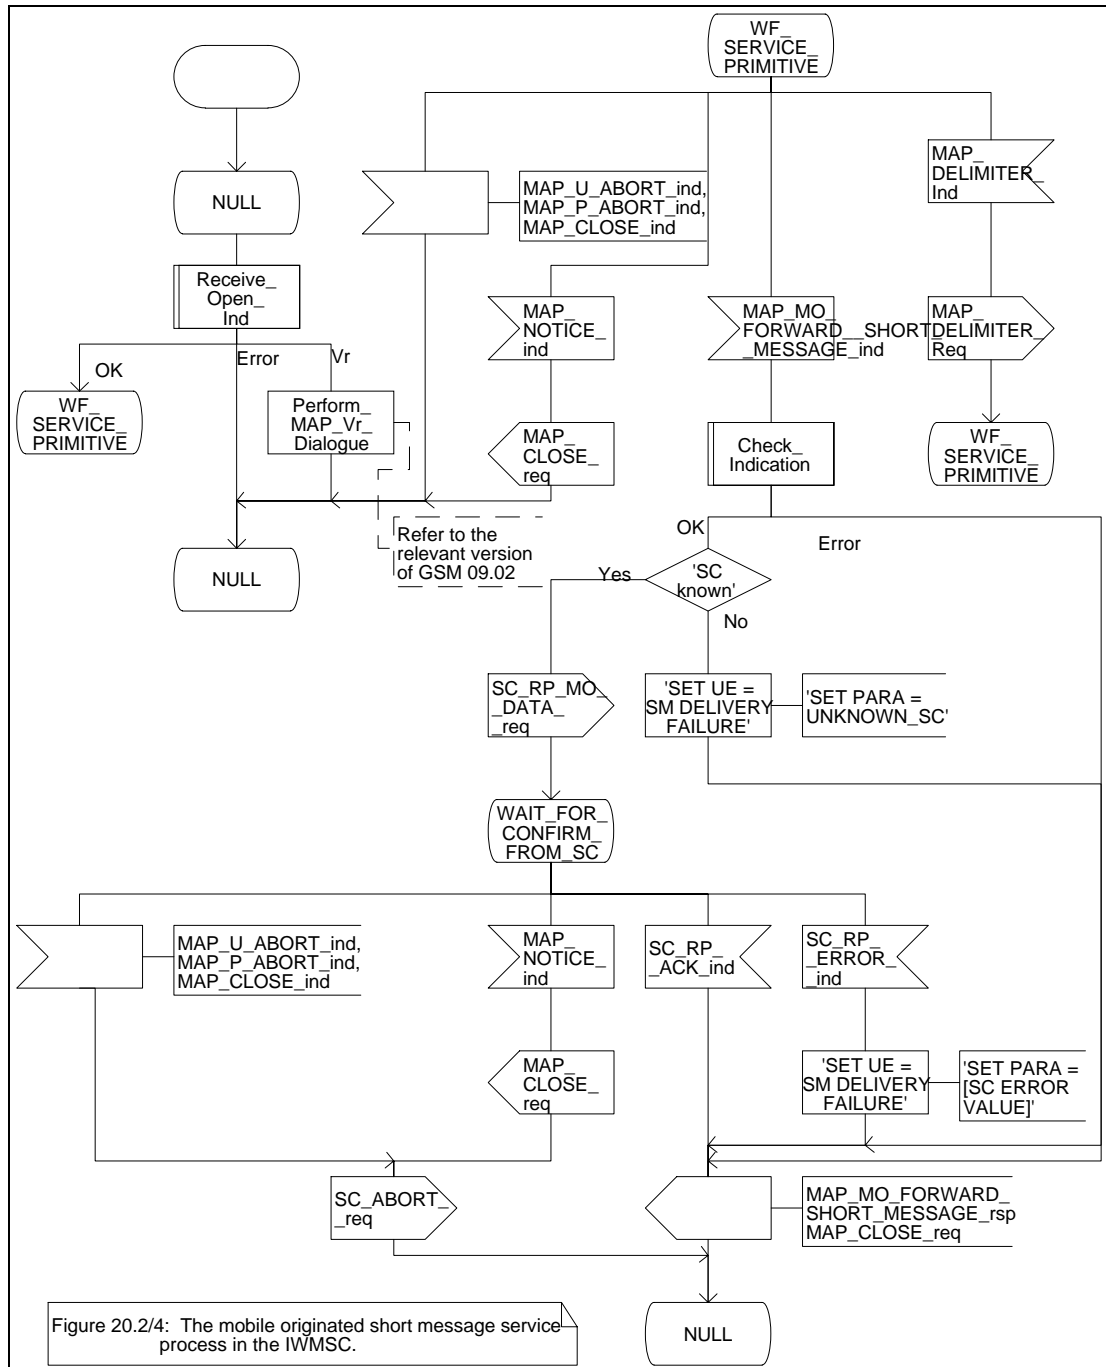 WF_
SERVICE_
PRIMITIVE
NULL
Receive_
Open_
Ind
OK
Error
Vr
WF_
SERVICE_
PRIMITIVE
Perform_
MAP_Vr_
Dialogue
NULL
MAP_U_ABORT_ind,
MAP_P_ABORT_ind,
MAP_CLOSE_ind
MAP_
NOTICE_
ind
MAP_
CLOSE_
req
Refer to the
relevant version
of GSM 09.02
MAP_MO_
FORWARD__SHORT_
_MESSAGE_ind
Check_
Indication
MAP_
DELIMITER_
Ind
MAP_
DELIMITER_
Req
WF_
SERVICE_
PRIMITIVE
OK
Error
'SC
known'
Yes
No
SC_RP_MO_
_DATA_
_req
'SET UE =
SM DELIVERY
FAILURE'
'SET PARA =
UNKNOWN_SC'
WAIT_FOR_
CONFIRM_
FROM_SC
MAP_U_ABORT_ind,
MAP_P_ABORT_ind,
MAP_CLOSE_ind
MAP_
NOTICE_
ind
SC_RP_
_ACK_ind
SC_RP_
_ERROR_
_ind
MAP_
CLOSE_
req
'SET UE =
SM DELIVERY
FAILURE'
'SET PARA =
[SC ERROR
VALUE]'
SC_ABORT_
_req
MAP_MO_FORWARD_
SHORT_MESSAGE_rsp
MAP_CLOSE_req
NULL
Figure 20.2/4: The mobile originated short message service
process in the IWMSC.